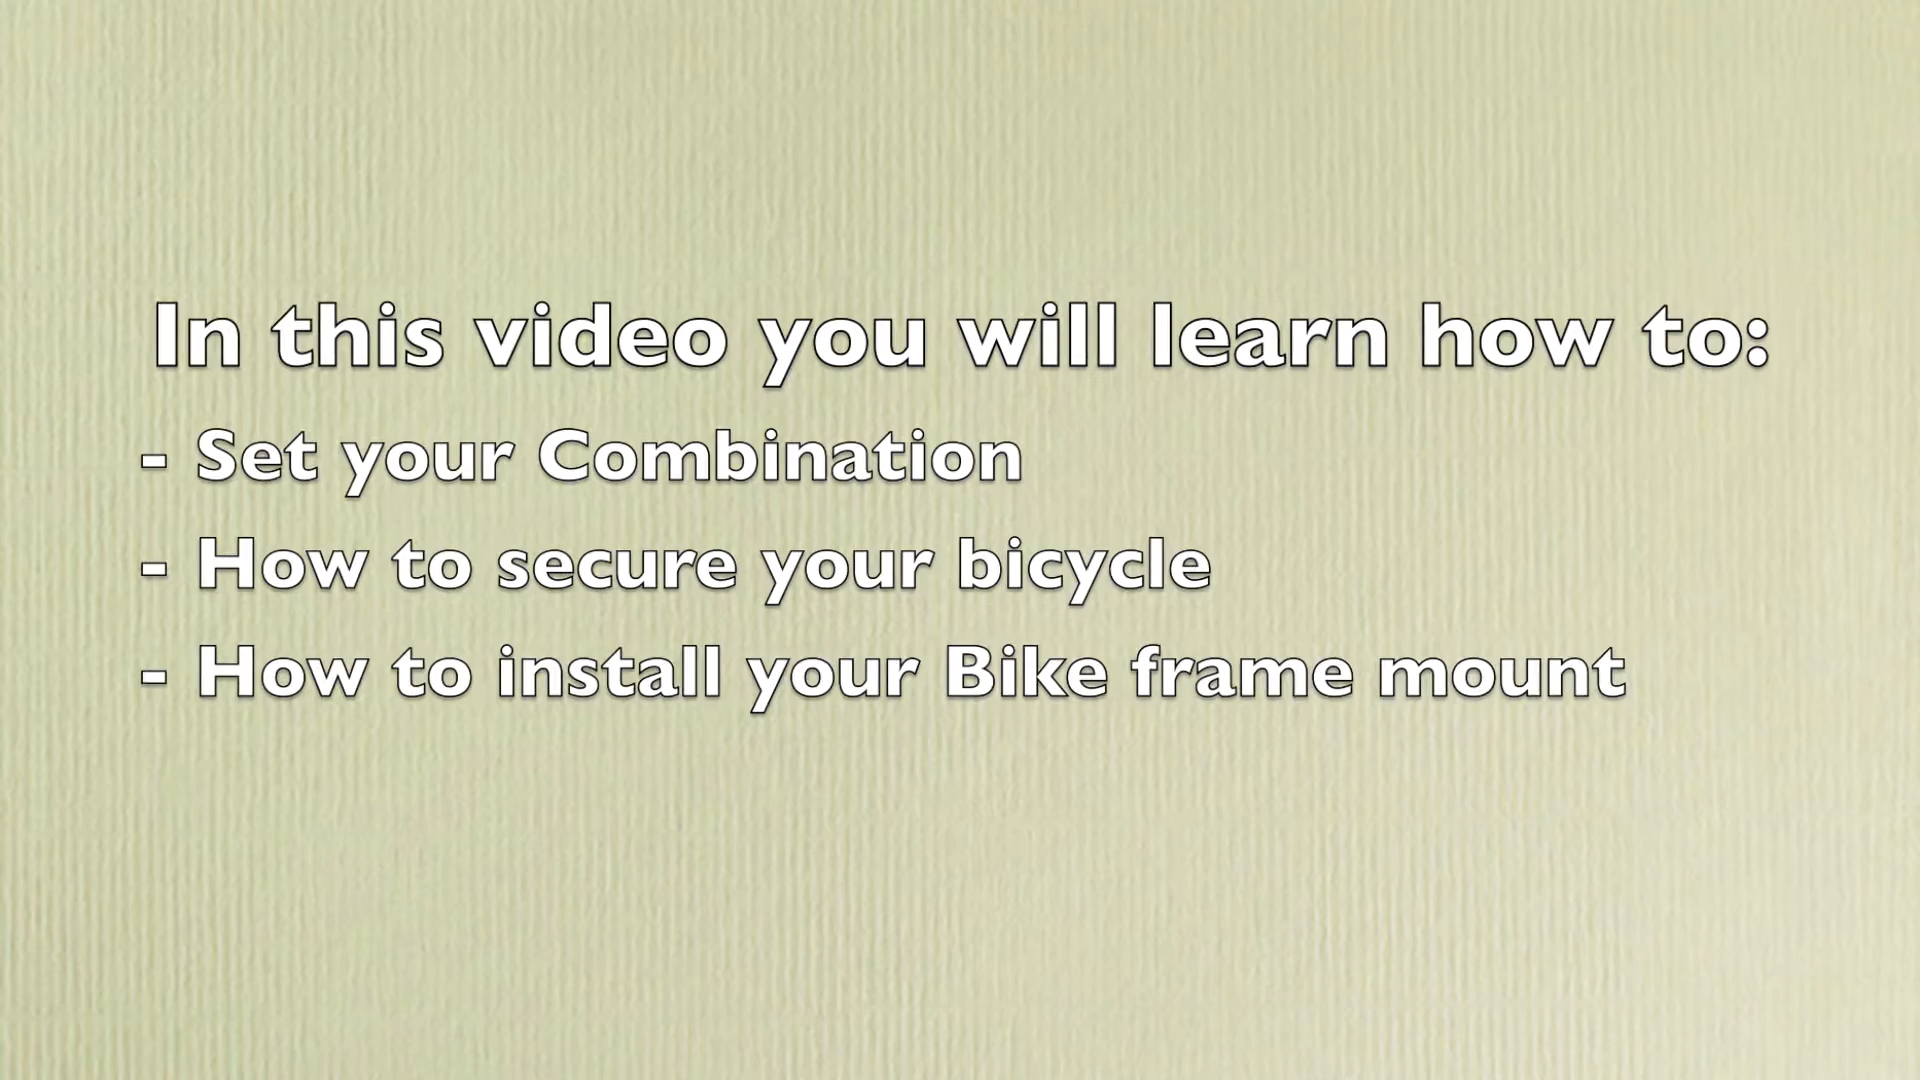 In this video you will learn how to:
- Set your Combination
- How to secure your bicycle
- How to install your Bike frame mount